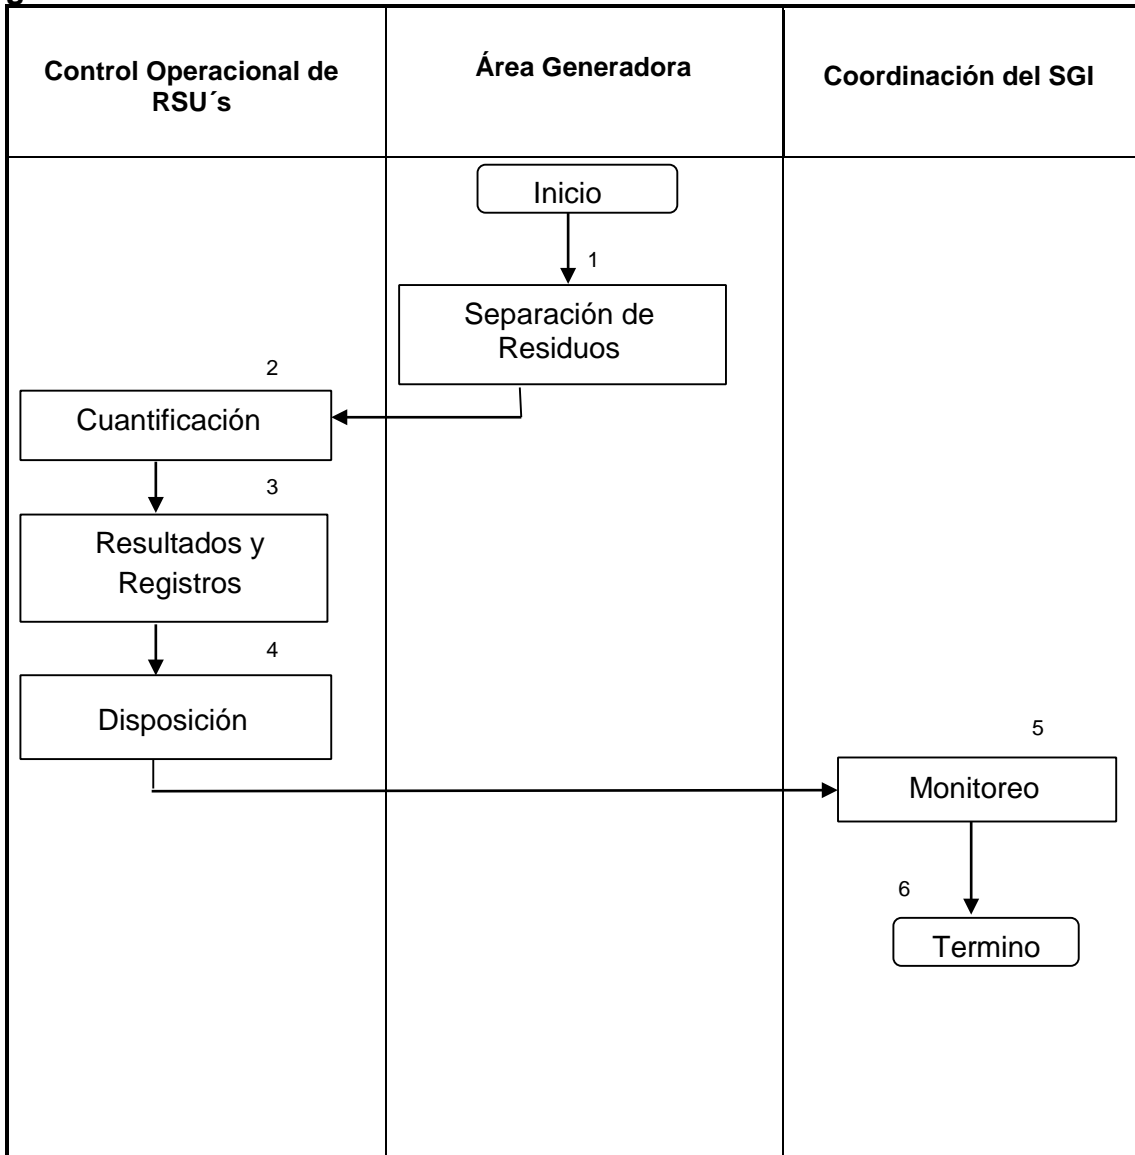 Control Operacional de
RSU´s
Área Generadora
Coordinación del SGI
Inicio
1
Separación de
Residuos
2
Cuantificación
3
Resultados y
Registros
4
Disposición
5
Monitoreo
6
Termino